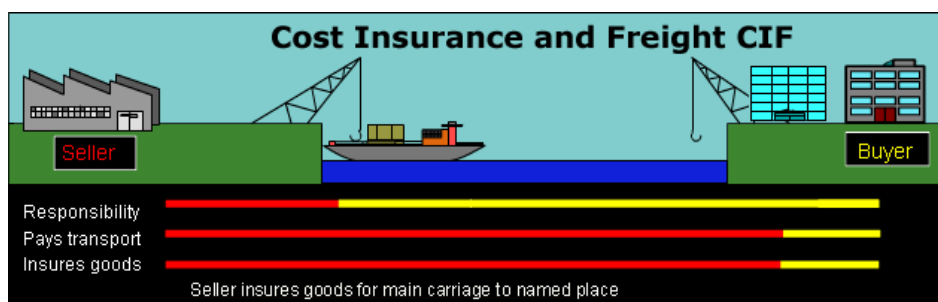 Cost Insurance and Freight CIF
Seller
Buyer
Responsibility
Pays transport
Insures goods
Seller insures goods for main carriage to named place